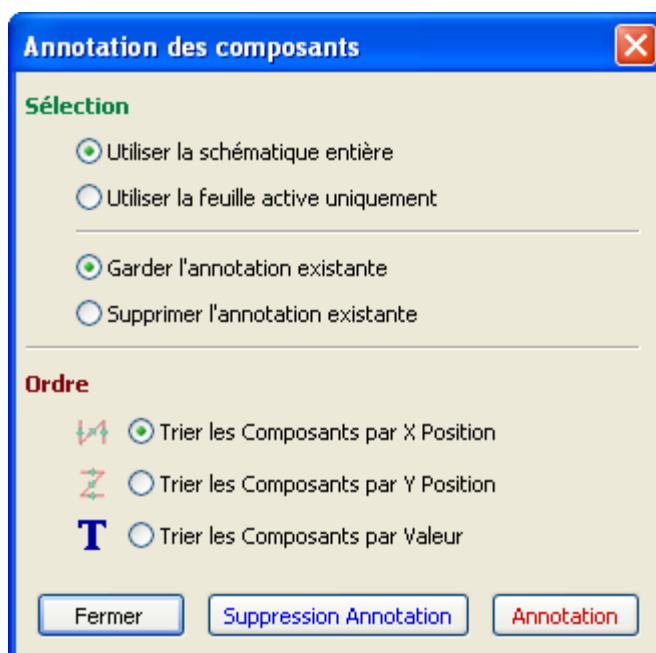 Annotation des composants
Sélection
Utiliser la schématique entière
Utiliser la feuille active uniquement
Garder l'annotation existante
Supprimer l'annotation existante
Ordre
Trier les Composants par X Position
Trier les Composants par Y Position
T Trier les Composants par Valeur
Fermer Suppression Annotation Annotation